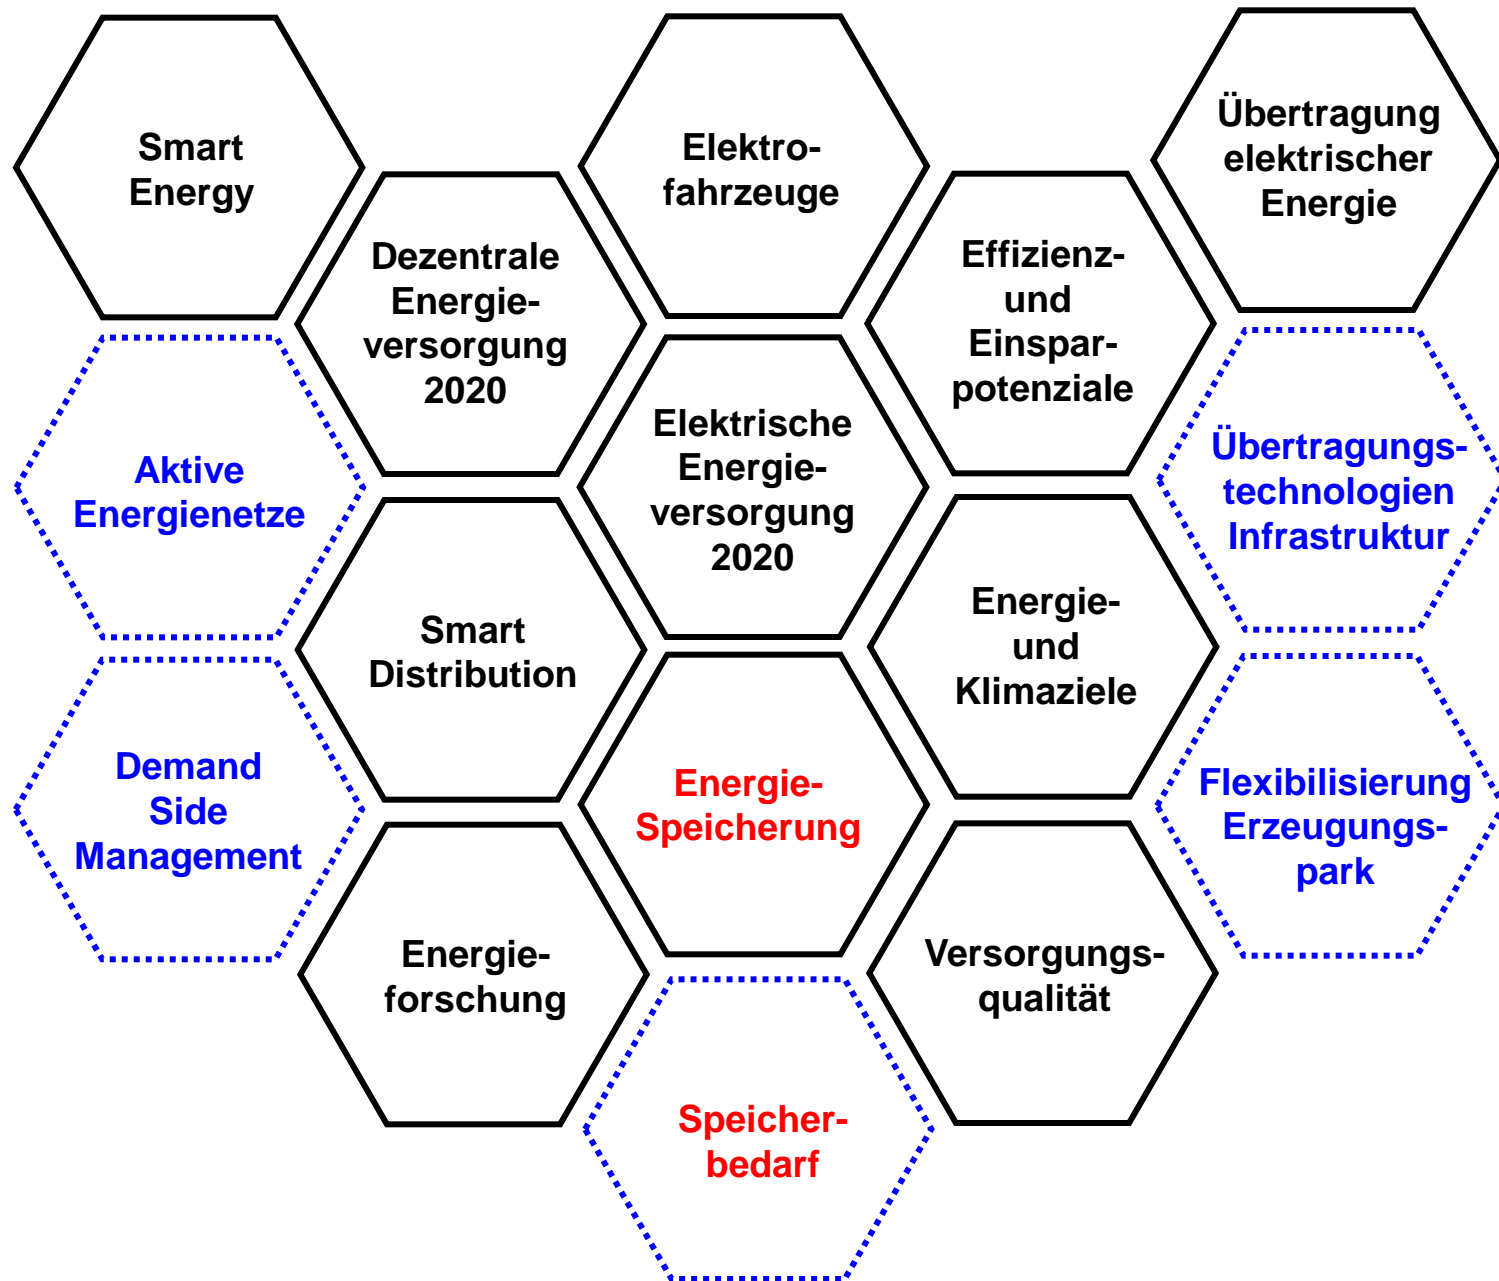 Smart
Energy
Elektro-
fahrzeuge
Übertragung
elektrischer
Energie
Dezentrale
Energie-
versorgung
2020
Effizienz-
und
Einspar-
potenziale
Aktive
Energienetze
Elektrische
Energie-
versorgung
2020
Übertragungs-
technologien
Infrastruktur
Smart
Distribution
Energie-
und
Klimaziele
Demand
Side
Management
Energie-
Speicherung
Flexibilisierung
Erzeugungs-
park
Energie-
forschung
Versorgungs-
qualität
Speicher-
bedarf